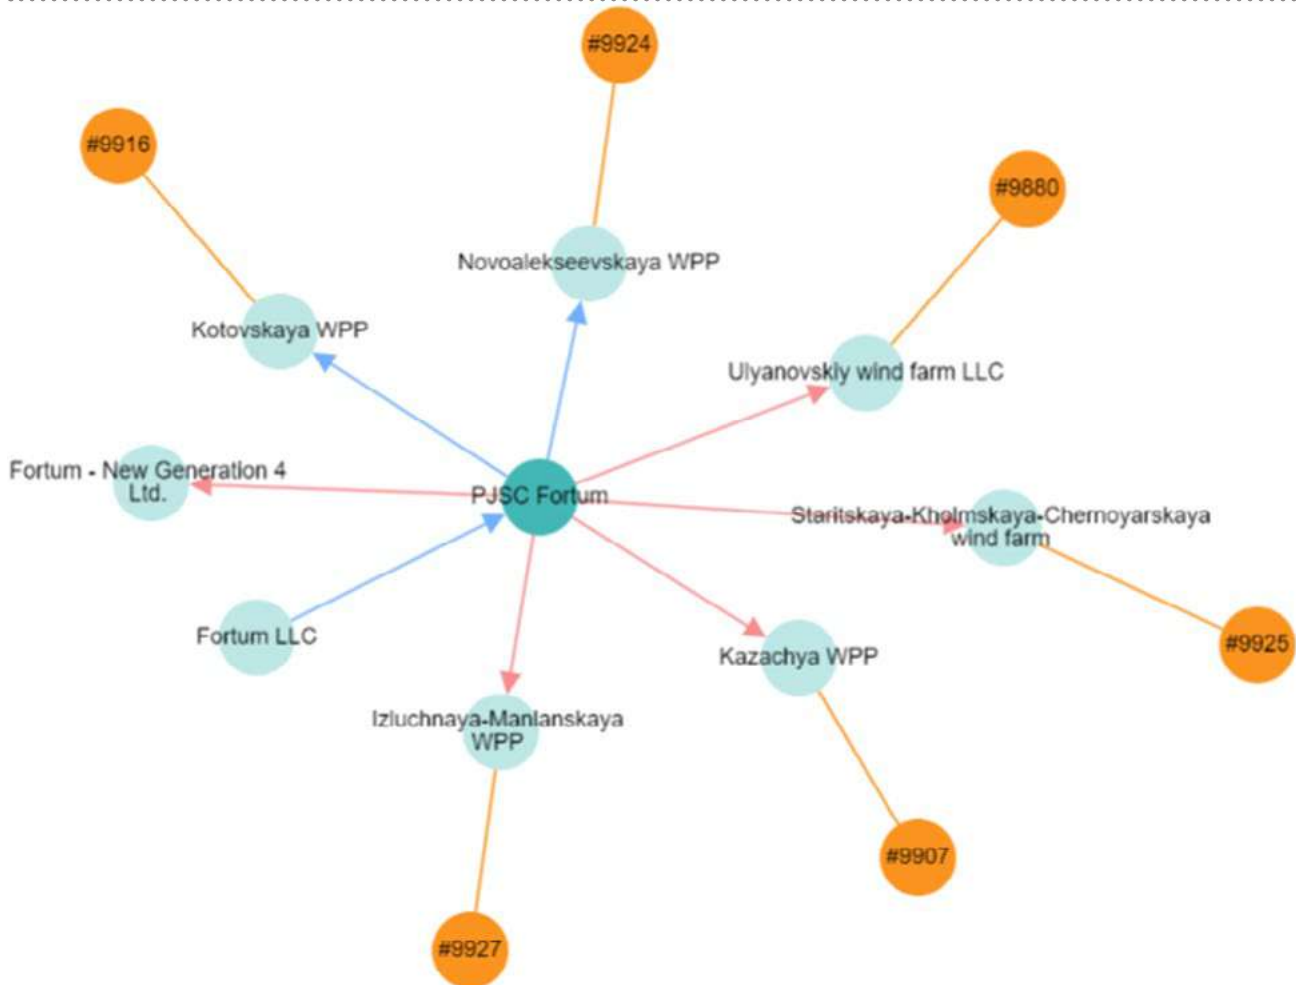 #9924
#9916
#9880
Novoalekseevskaya WPP
Kotovskaya WPP
Ulyanovskiy wind farm LLC
Fortum - New Generation 4
Ltd.
PJSC Fortum
Staritskaya-Kholmskaya-Chernoyarskaya
wind farm
Fortum LLC
Kazachya WPP
#9925
Izluchnaya-Manlanskaya
WPP
#9907
#9927